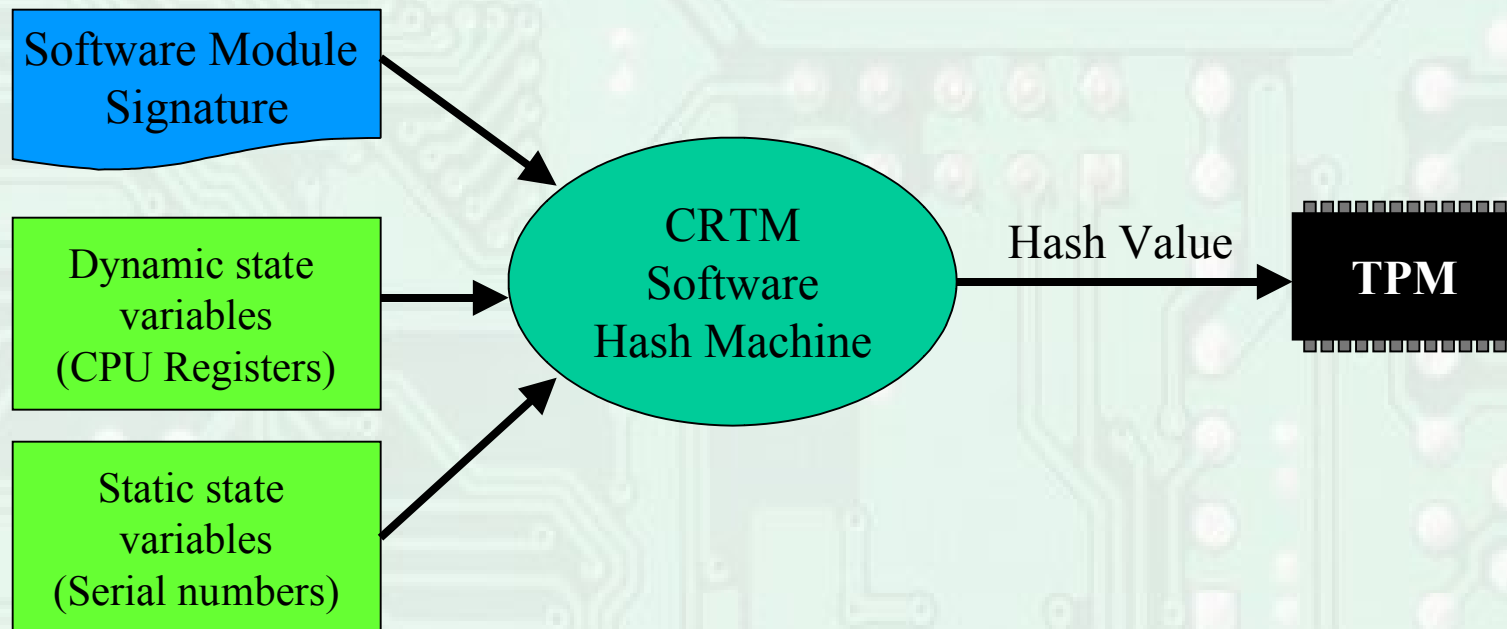 Software Module
Signature
Dynamic state
variables
(CPU Registers)
Static state
variables
(Serial numbers)
CRTM
Software
Hash Machine
Hash Value
TPM